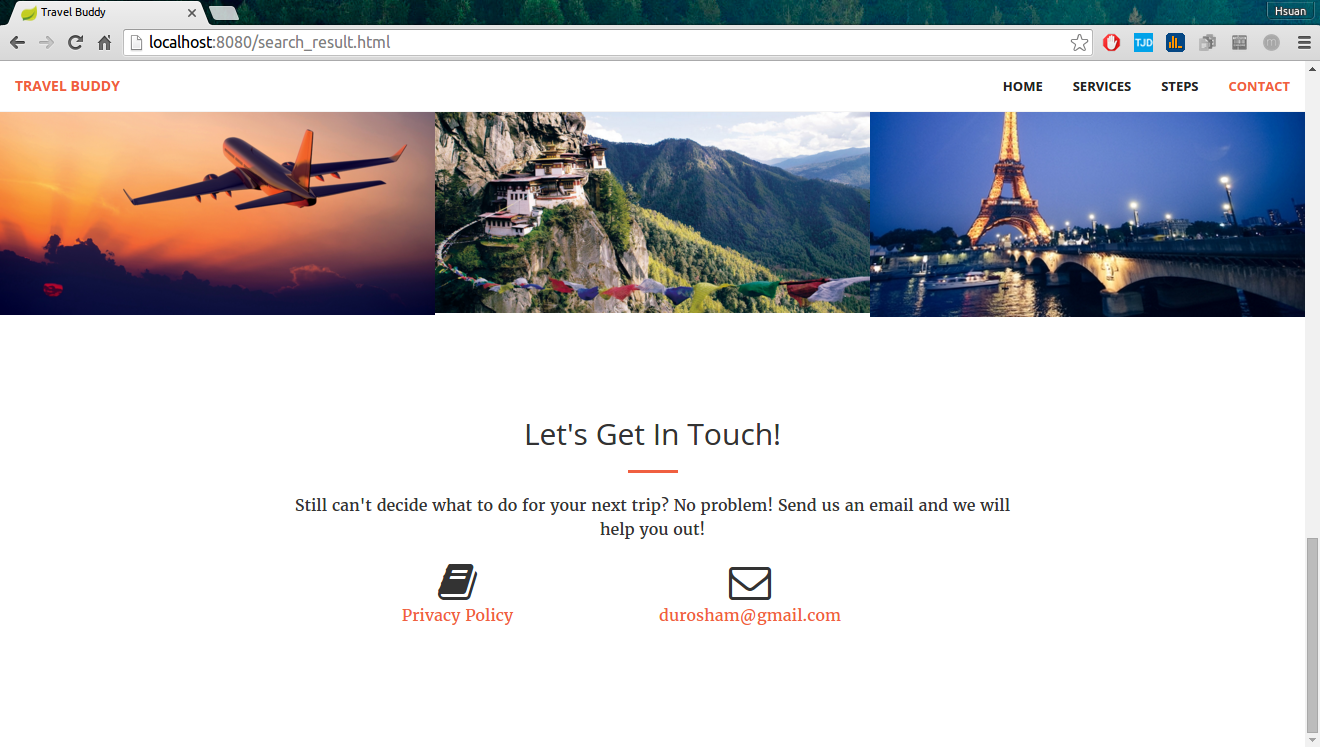 Travel Buddy
Hsuan
localhost:8080/search_result.html
TJD
m
TRAVEL BUDDY
HOME SERVICES STEPS CONTACT
Let's Get In Touch!
Still can't decide what to do for your next trip? No problem! Send us an email and we will
help you out!
Privacy Policy
durosham@gmail.com